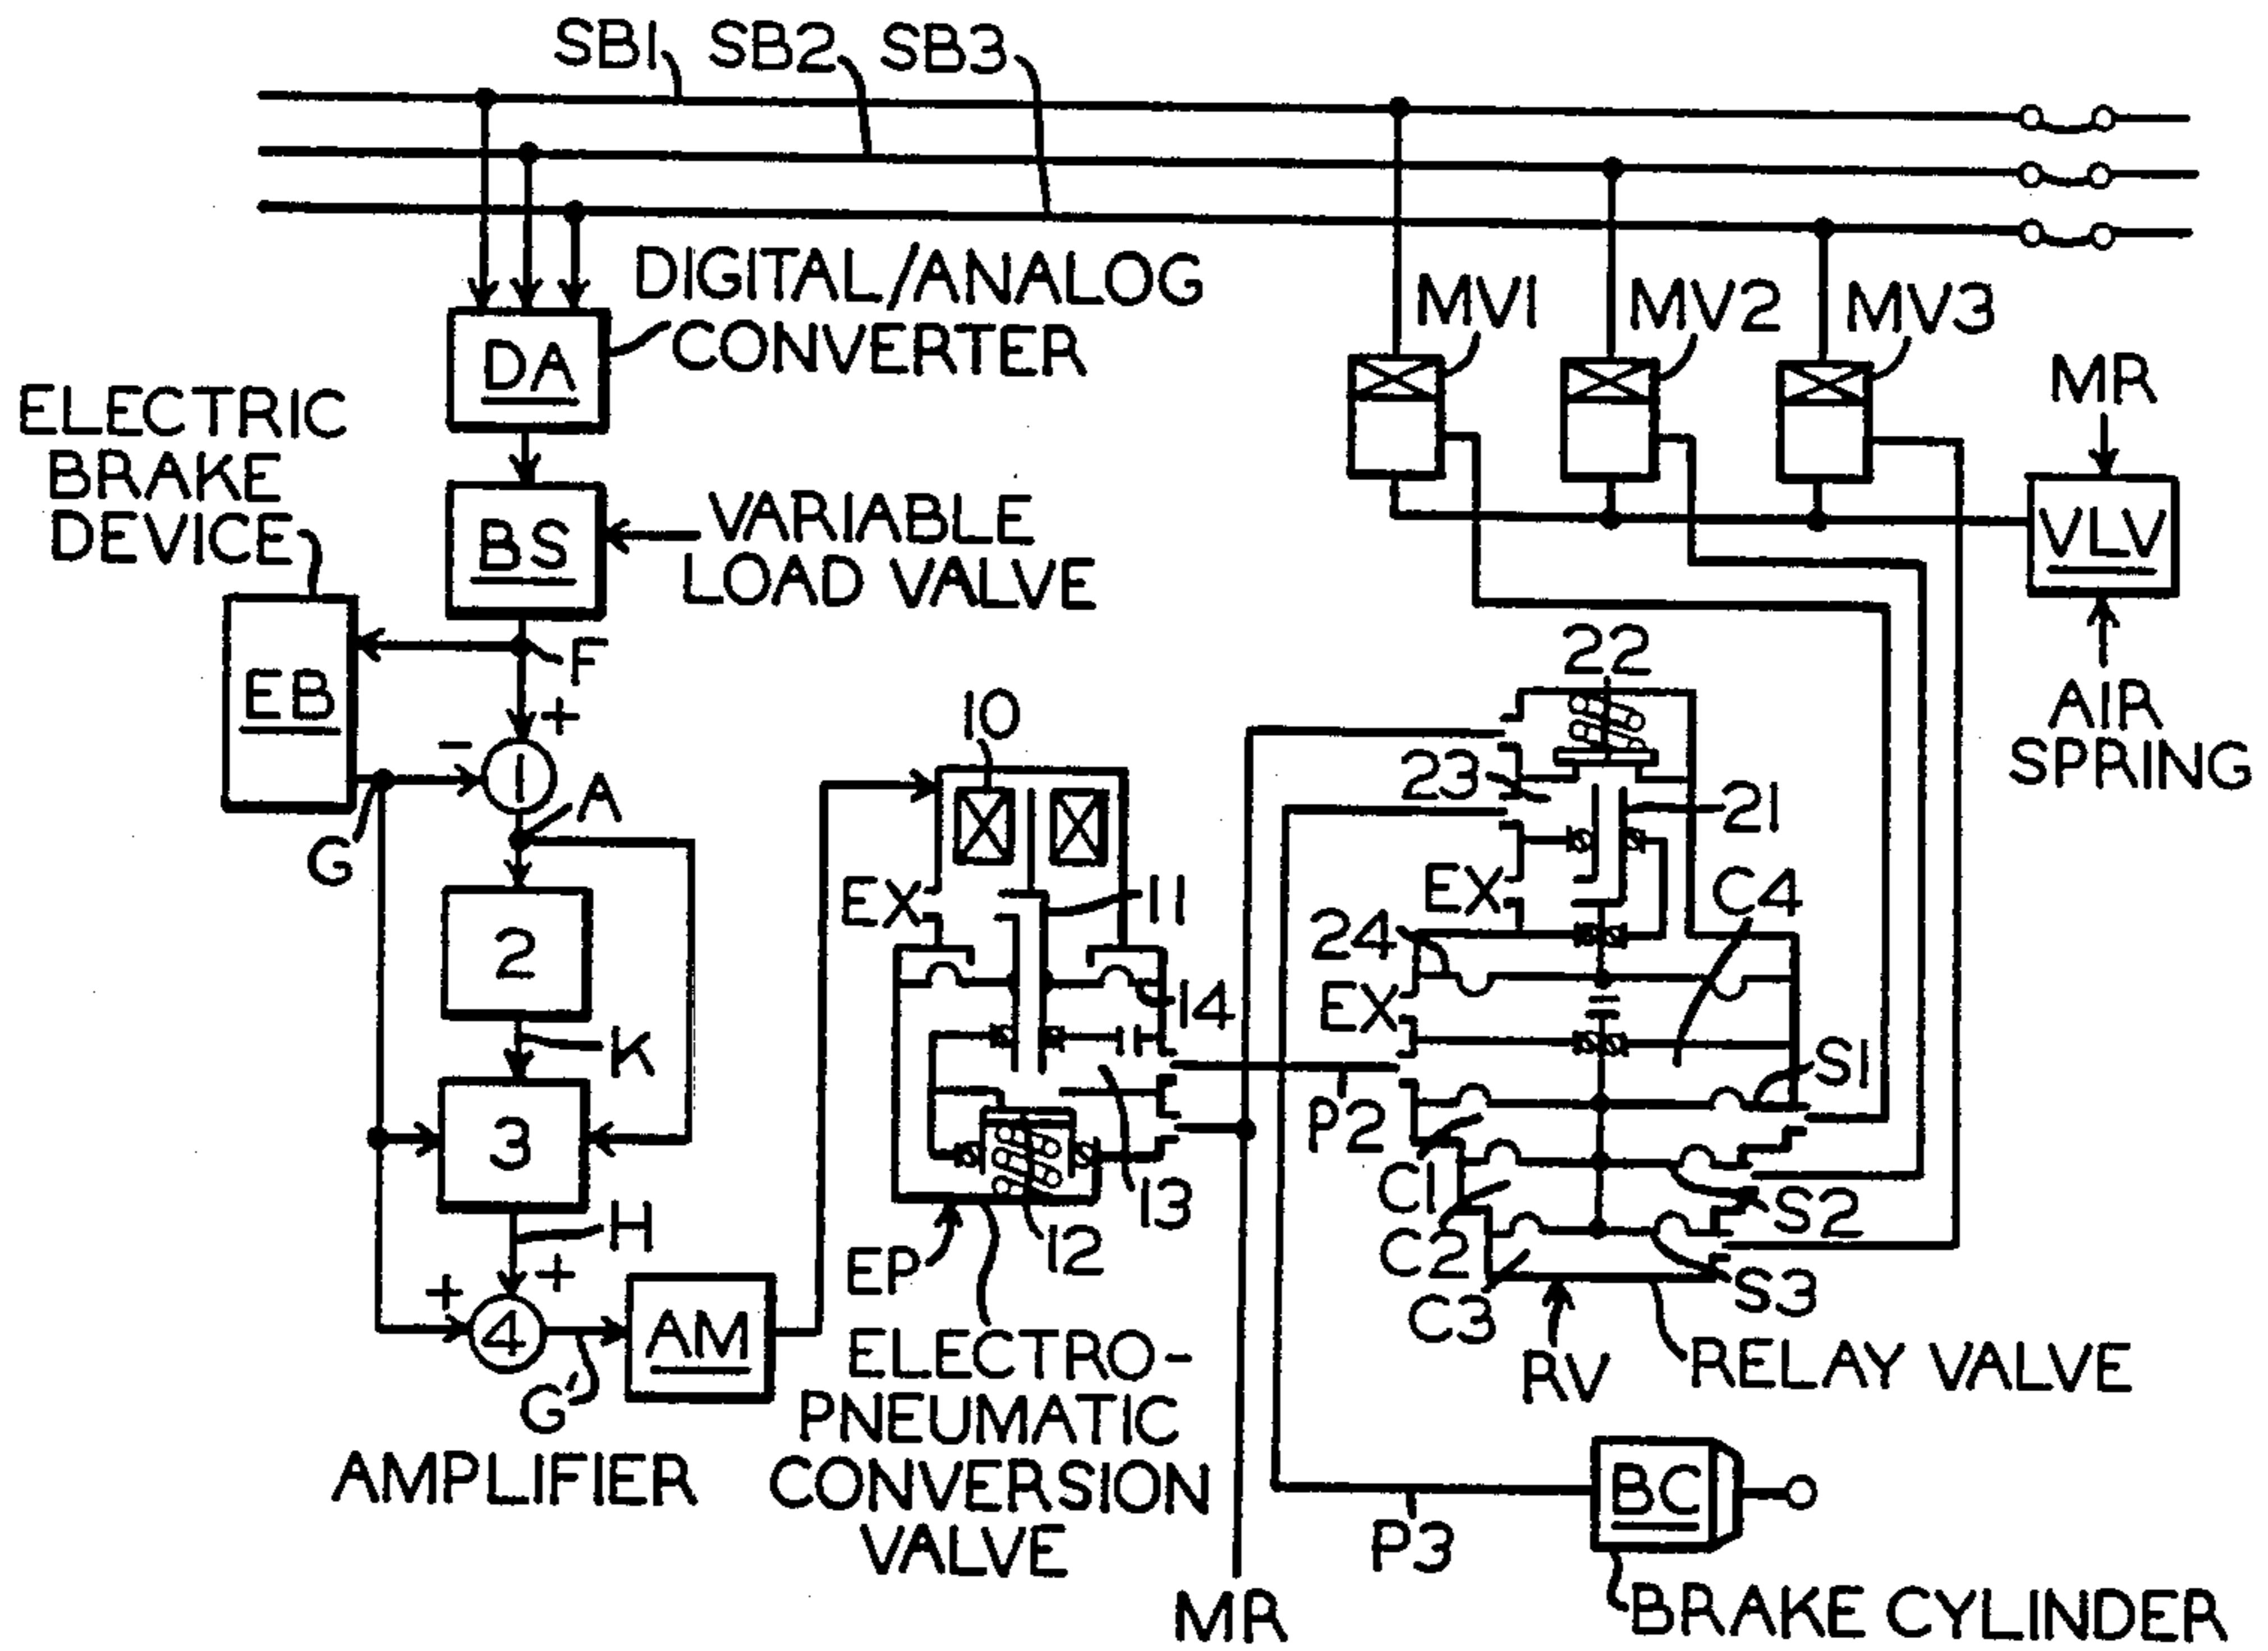 SB1 SB2 SB3
DIGITAL/ANALOG
CONVERTER
DA
MV1 MV2 MV3
MR
ELECTRIC
BRAKE
DEVICE
BS
VARIABLE
LOAD VALVE
VLV
AIR
SPRING
EB
F
+
-
1
A
G
2
K
3
H
+
+
4
G'
AM
AMPLIFIER
10
EX
11
14
13
12
EP
ELECTRO-
PNEUMATIC
CONVERSION
VALVE
MR
22
23
21
EX
C4
24
EX
S1
P2
C1
S2
C2
S3
C3
RV
RELAY VALVE
BC
P3
BRAKE CYLINDER